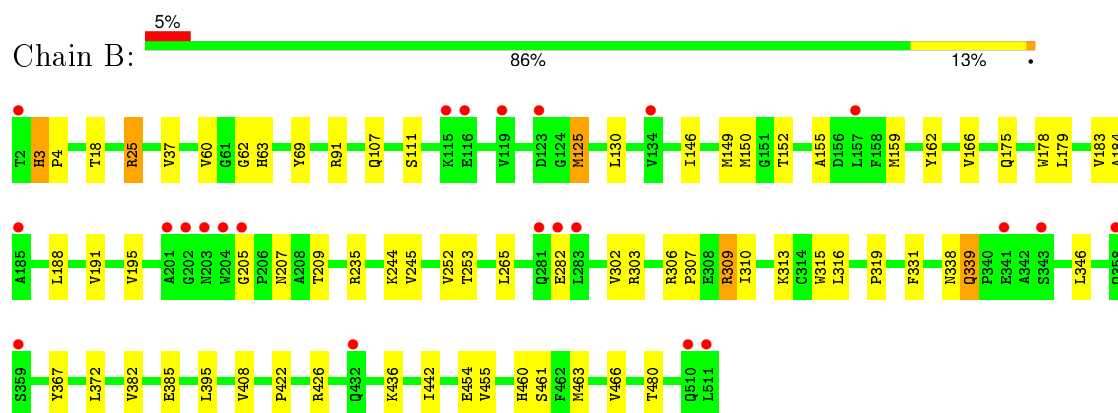 5%
Chain B:
86%
13%
•
T2 H3 P4 T18 R25 V37 V60 G61 G62 H63 Y69 R91 Q107 S111 K115 E116 V119 D123 G124 M125 L130 V134 I146 M149 M150 G151 T152 A155 D156 L157 F158 M159 Y162 V166 Q175 W178 L179 V183 A184
A185 L188 V191 V195 A201 G202 N203 W204 G205 P206 N207 A208 T209 R235 K244 V245 V252 T253 L265 Q281 E282 L283 V302 R303 R306 P307 E308 R309 I310 K313 C314 W315 L316 P319 F331 N338 Q339 P340 E341 A342 S343 L346 Q358
S359 Y367 L372 V382 E385 L395 V408 P422 R426 Q432 K436 I442 E454 V455 H460 S461 F462 M463 V466 T480 Q510 L511